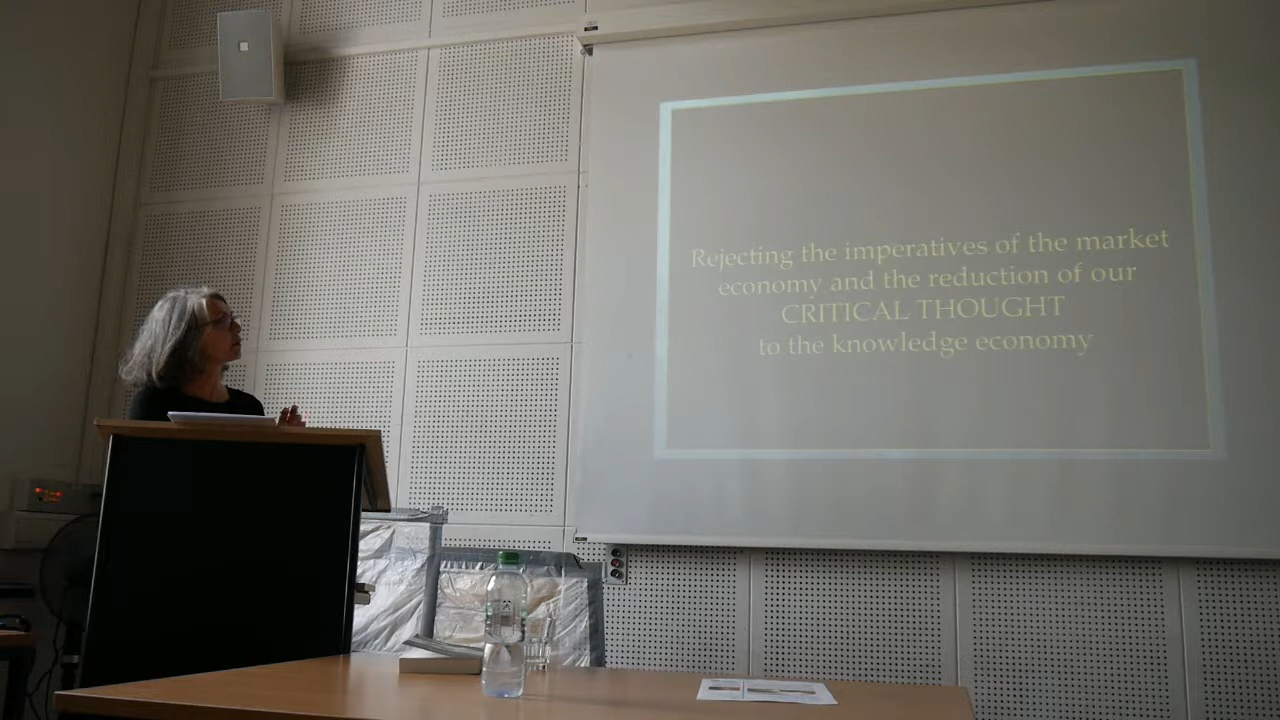 Rejecting the imperatives of the market
economy and the reduction of our
CRITICAL THOUGHT
to the knowledge economy